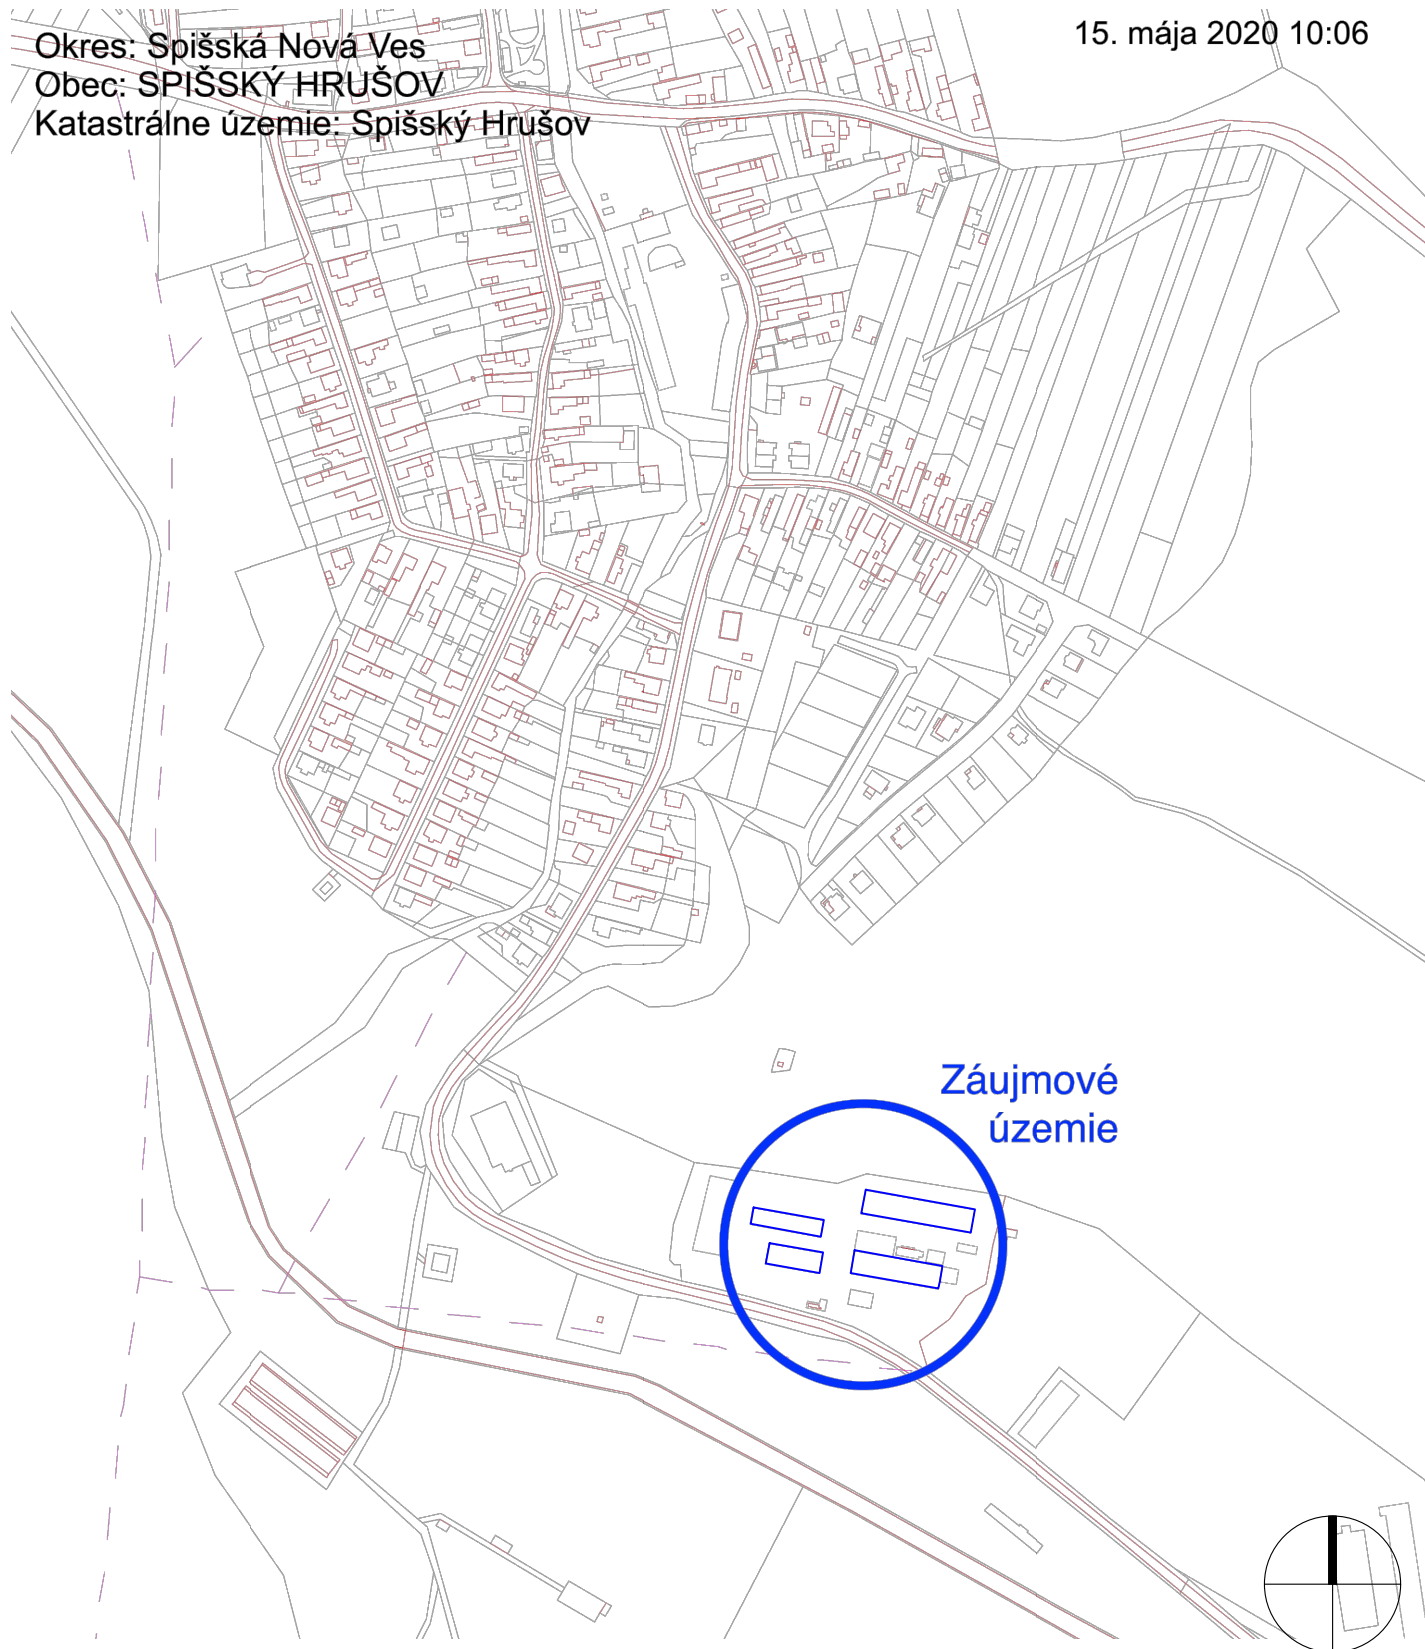 Okres: Spišská Nová Ves
Obec: SPIŠSKÝ HRUŠOV
Katastrálne územie: Spišský Hrušov
15. mája 2020 10:06
Záujmové
územie